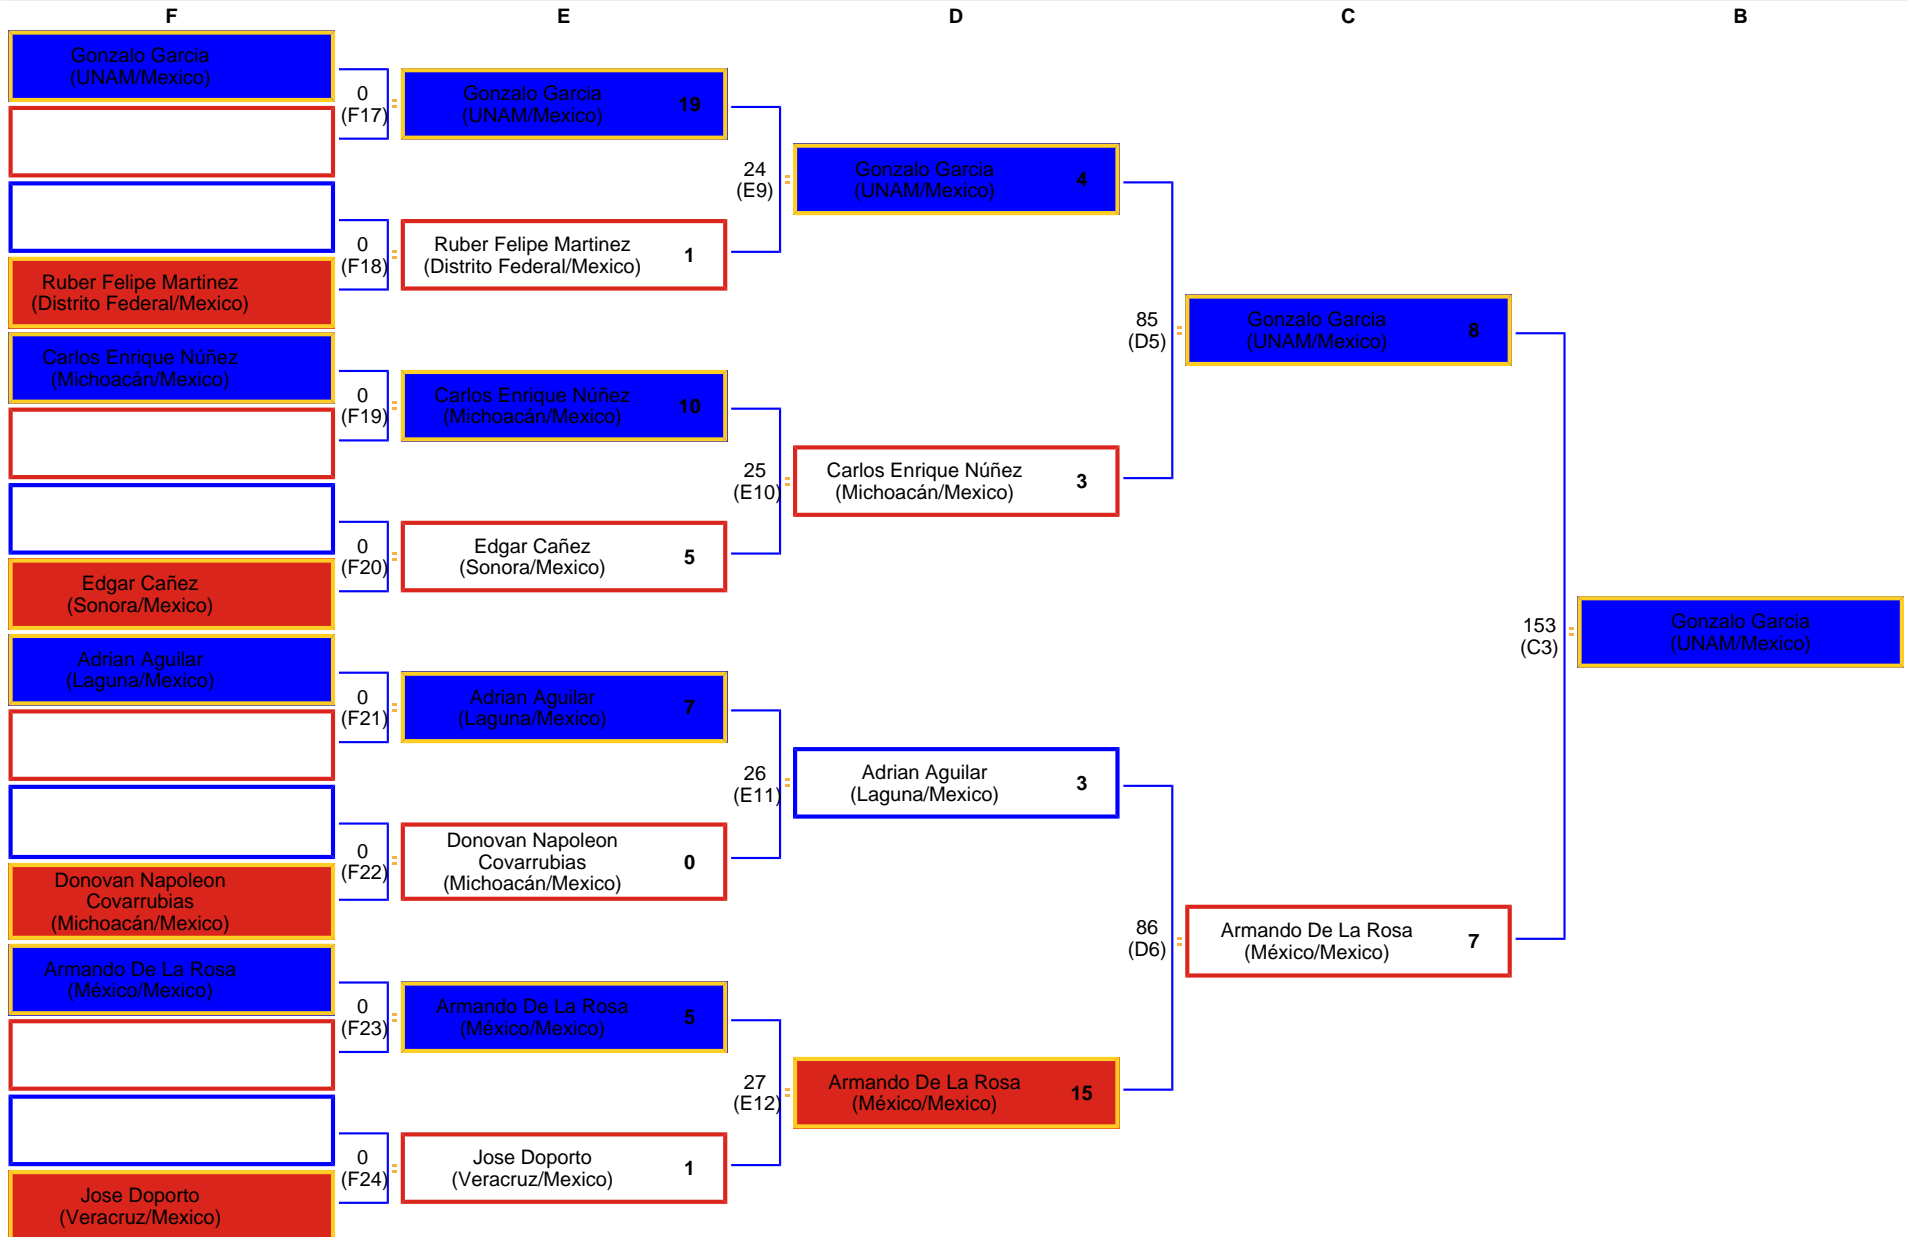 F
E
D
C
B
Gonzalo Garcia
(UNAM/Mexico)
Ruber Felipe Martinez
(Distrito Federal/Mexico)
Carlos Enrique Núñez
(Michoacán/Mexico)
Edgar Cañez
(Sonora/Mexico)
Adrian Aguilar
(Laguna/Mexico)
Donovan Napoleon
Covarrubias
(Michoacán/Mexico)
Armando De La Rosa
(México/Mexico)
Jose Doporto
(Veracruz/Mexico)
0
(F17)
0
(F18)
0
(F19)
0
(F20)
0
(F21)
0
(F22)
0
(F23)
0
(F24)
Gonzalo Garcia
(UNAM/Mexico)
19
Ruber Felipe Martinez
(Distrito Federal/Mexico)
1
Carlos Enrique Núñez
(Michoacán/Mexico)
10
Edgar Cañez
(Sonora/Mexico)
5
Adrian Aguilar
(Laguna/Mexico)
7
Donovan Napoleon
Covarrubias
(Michoacán/Mexico)
0
Armando De La Rosa
(México/Mexico)
5
Jose Doporto
(Veracruz/Mexico)
1
24
(E9)
25
(E10)
26
(E11)
27
(E12)
Gonzalo Garcia
(UNAM/Mexico)
4
Carlos Enrique Núñez
(Michoacán/Mexico)
3
Adrian Aguilar
(Laguna/Mexico)
3
Armando De La Rosa
(México/Mexico)
15
85
(D5)
86
(D6)
Gonzalo Garcia
(UNAM/Mexico)
8
Armando De La Rosa
(México/Mexico)
7
153
(C3)
Gonzalo Garcia
(UNAM/Mexico)